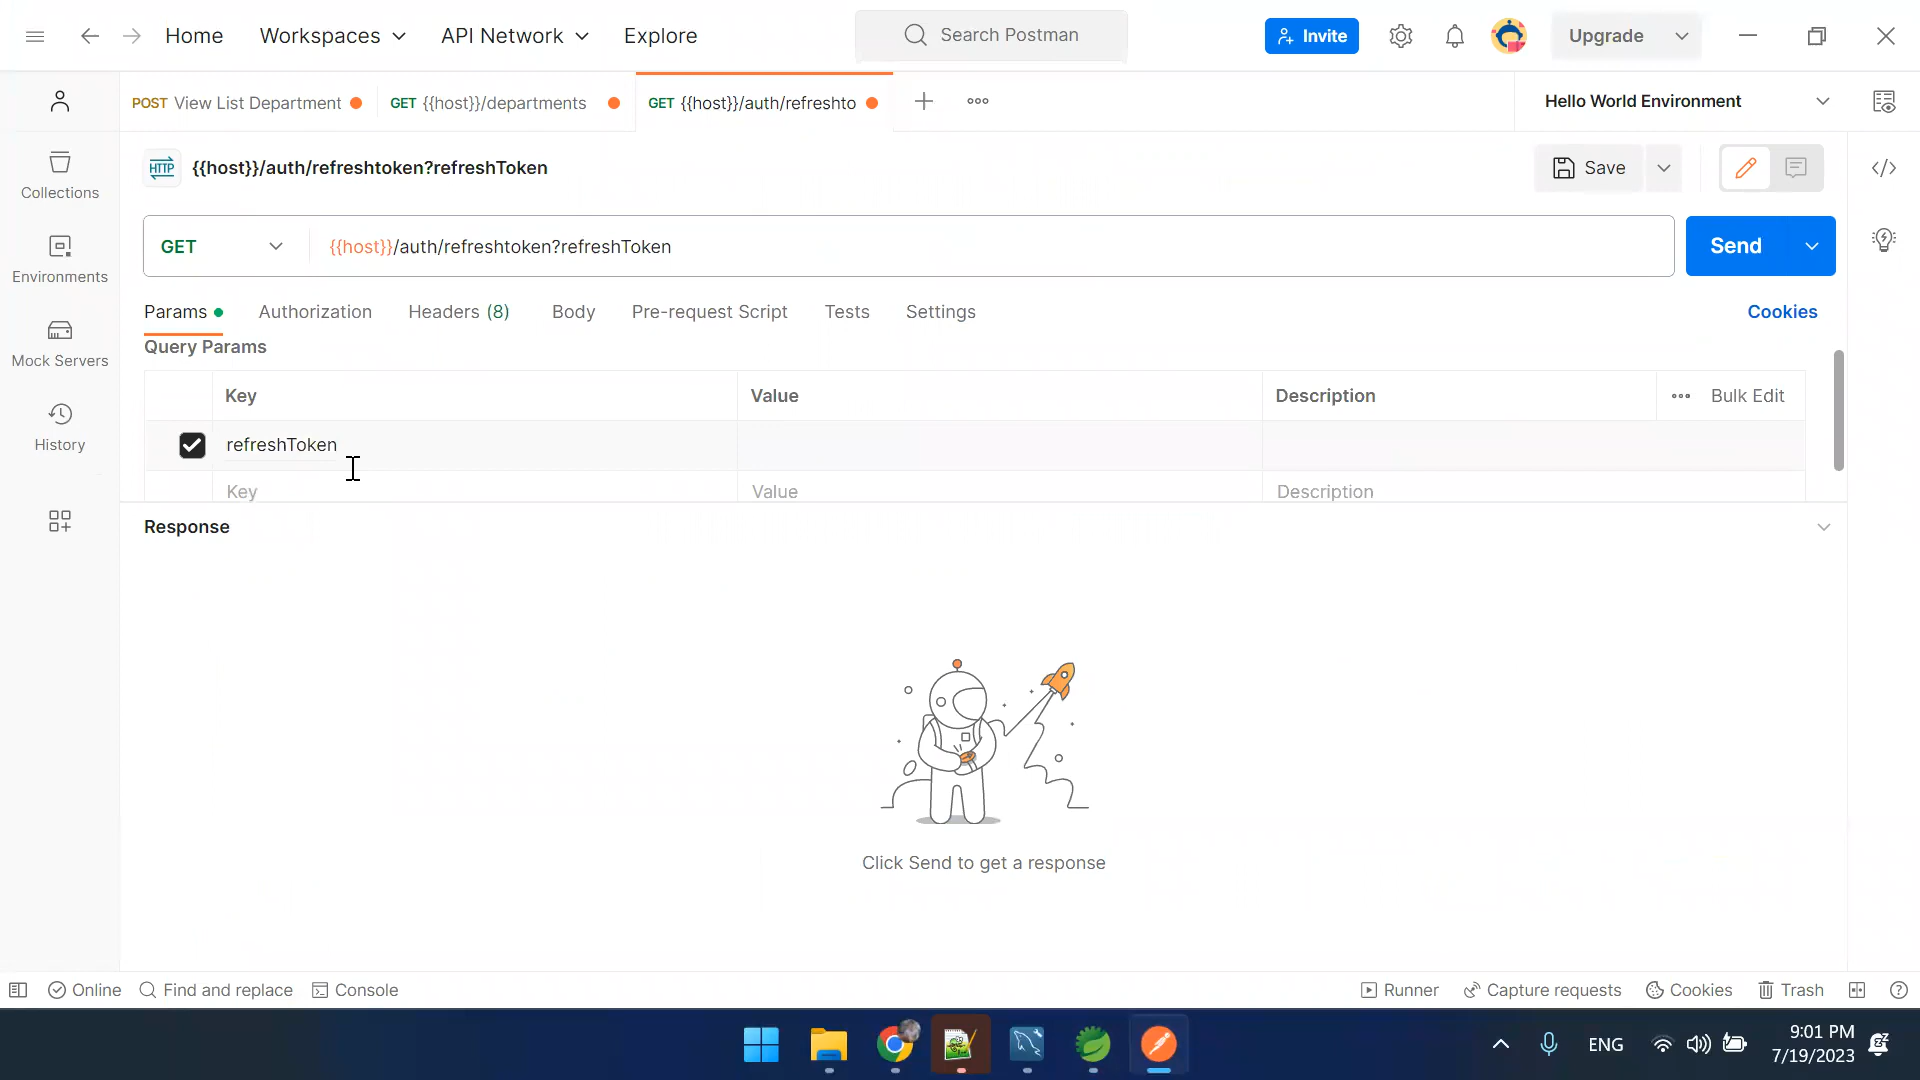 Home Workspaces API Network Explore Search Postman Invite Upgrade
POST View List Department GET {{host}}/departments GET {{host}}/auth/refreshto Hello World Environment
HTTP {{host}}/auth/refreshtoken?refreshToken Save
GET {{host}}/auth/refreshtoken?refreshToken Send
Params Authorization Headers (8) Body Pre-request Script Tests Settings Cookies
Query Params
Key Value Description Bulk Edit
refreshToken
Key Value Description
Collections
Environments
Mock Servers
History
Response
Click Send to get a response
Online Find and replace Console Runner Capture requests Cookies Trash
ENG 9:01 PM
7/19/2023